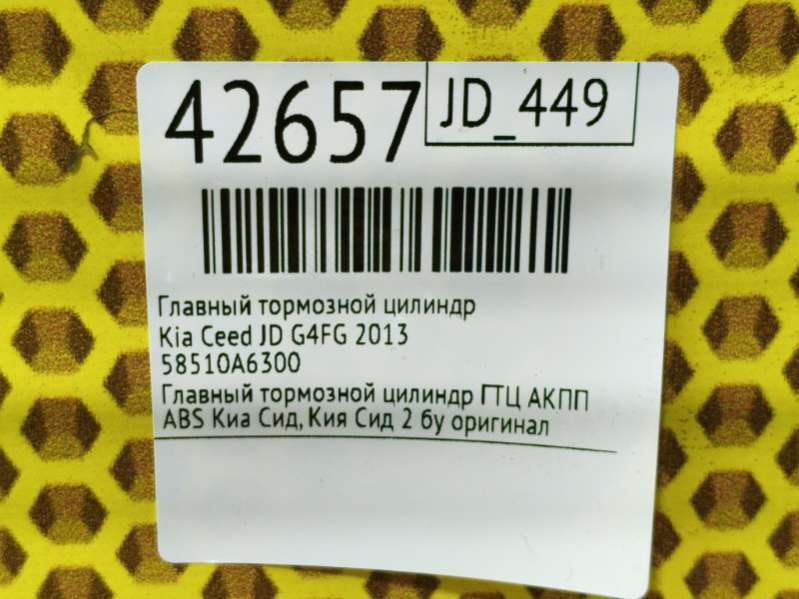 42657
JD_449
Главный тормозной цилиндр
Kia Ceed JD G4FG 2013
58510A6300
Главный тормозной цилиндр ГТЦ АКПП
ABS Киа Сид, Кия Сид 2 бу оригинал